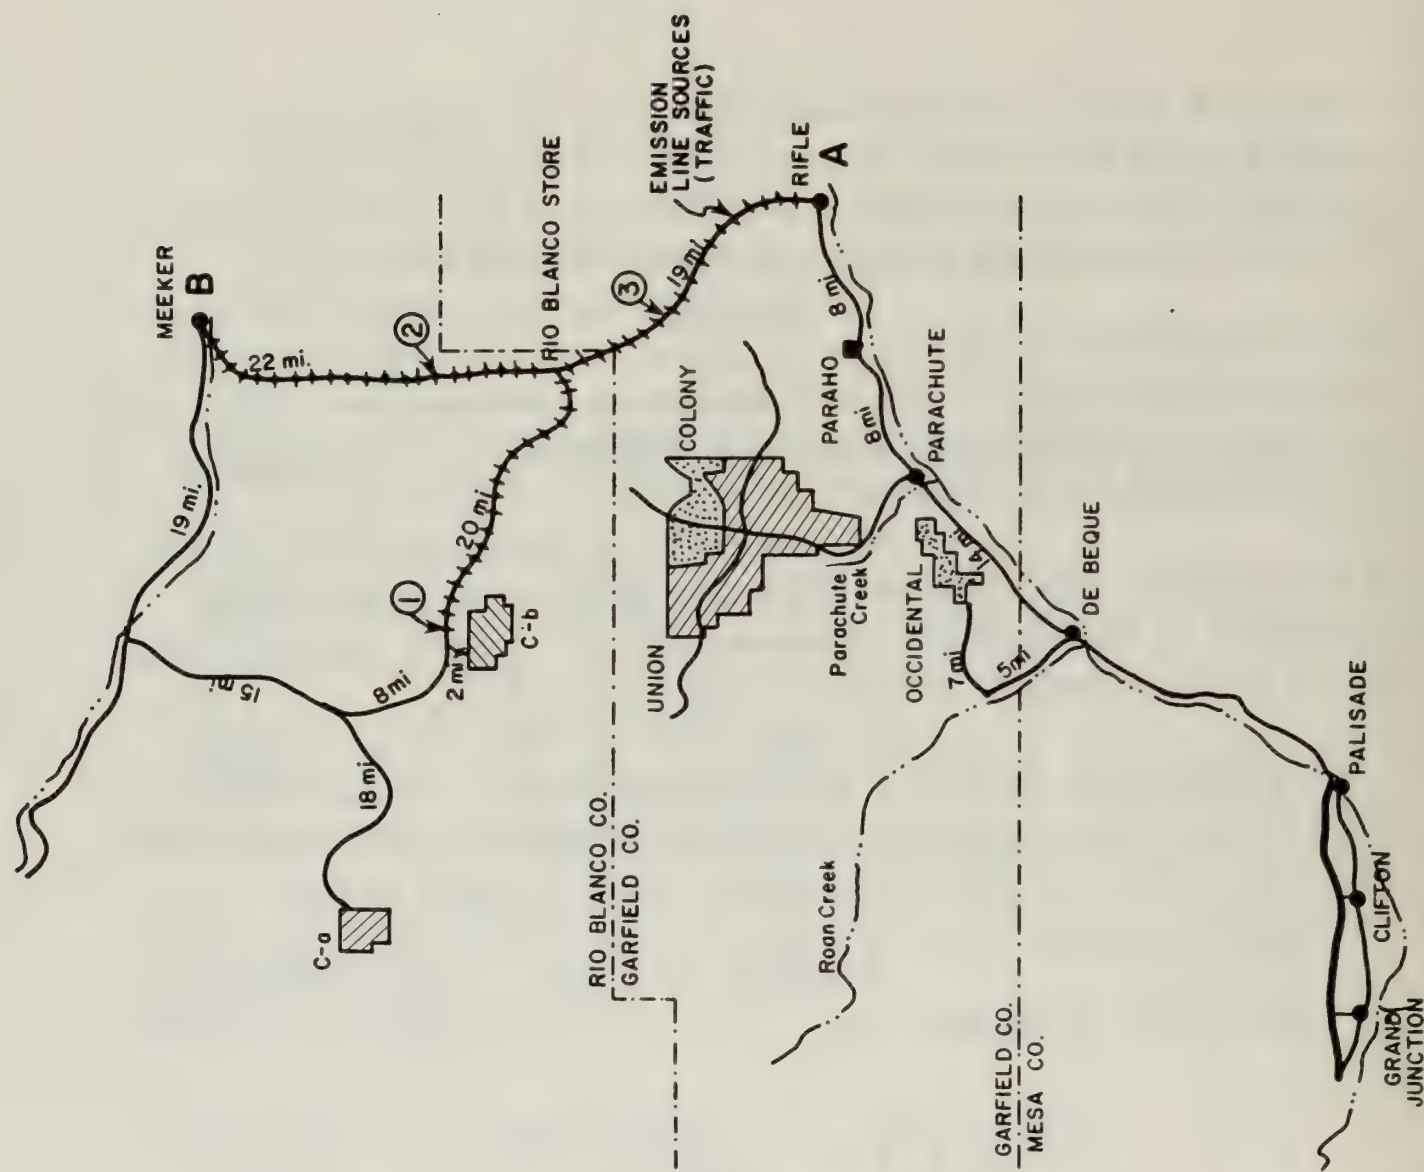 MEEKER
B
22 mi.
②
RIO BLANCO STORE
EMISSION
LINE SOURCES
(TRAFFIC)
③
19 mi.
RIFLE
A
8 mi
PARAHO
8 mi
PARACHUTE
COLONY
19 mi.
20 mi.
①
C-b
2 mi
8 mi
15 mi.
18 mi
C-a
UNION
Parachute
Creek
OCCIDENTAL
14 mi
7 mi
5 mi
DE BEQUE
RIO BLANCO CO.
GARFIELD CO.
Roan Creek
GARFIELD CO.
MESA CO.
PALISADE
CLIFTON
GRAND
JUNCTION